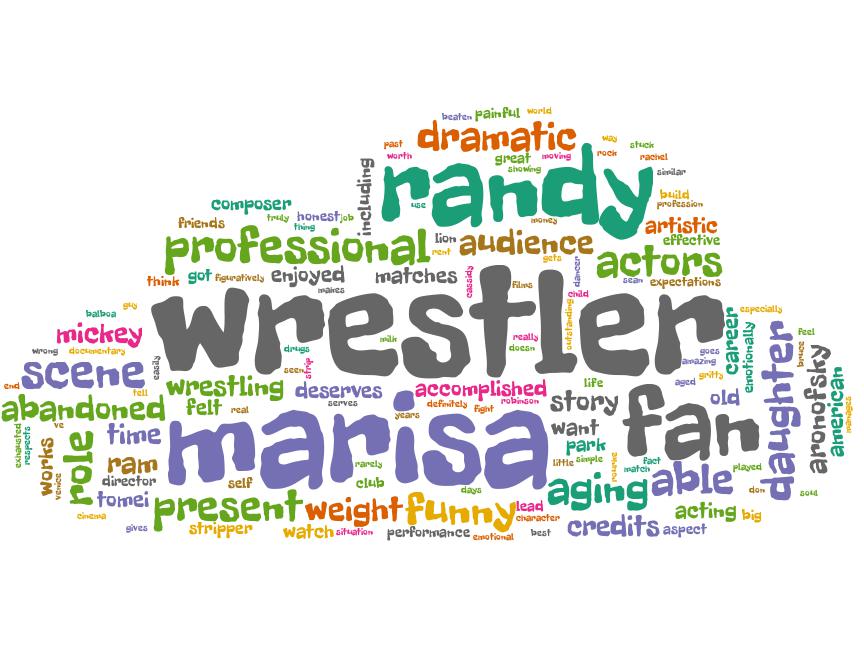 beaten painful world
past dramatic way stuck
worth great moving rock rachel
including showing similar
randy
composer use build profession
friends truly honest job thing money artistic
professional lion audience effective
rent gets dancer actors
think got figuratively enjoyed matches cassidy films sean expectations
makes child
wrestler
outstanding
balboa guy
mickey milk really career especially
wrong documentary drugs doesn goes emotionally feel
easily seen strip amazing daughter bruce
scene gritty aronofsky
end tell wrestling deserves accomplished life aged old american
abandoned felt serves definitely robinson story manages
real years fight fan
exhausted respects ve time marisa want
role park
works ram rarely little simple rourke fact match played
director self club days aging able don soul
venice tomei
present weight funny lead character acting big
cinema
gives stripper watch situation performance emotional best credits aspect